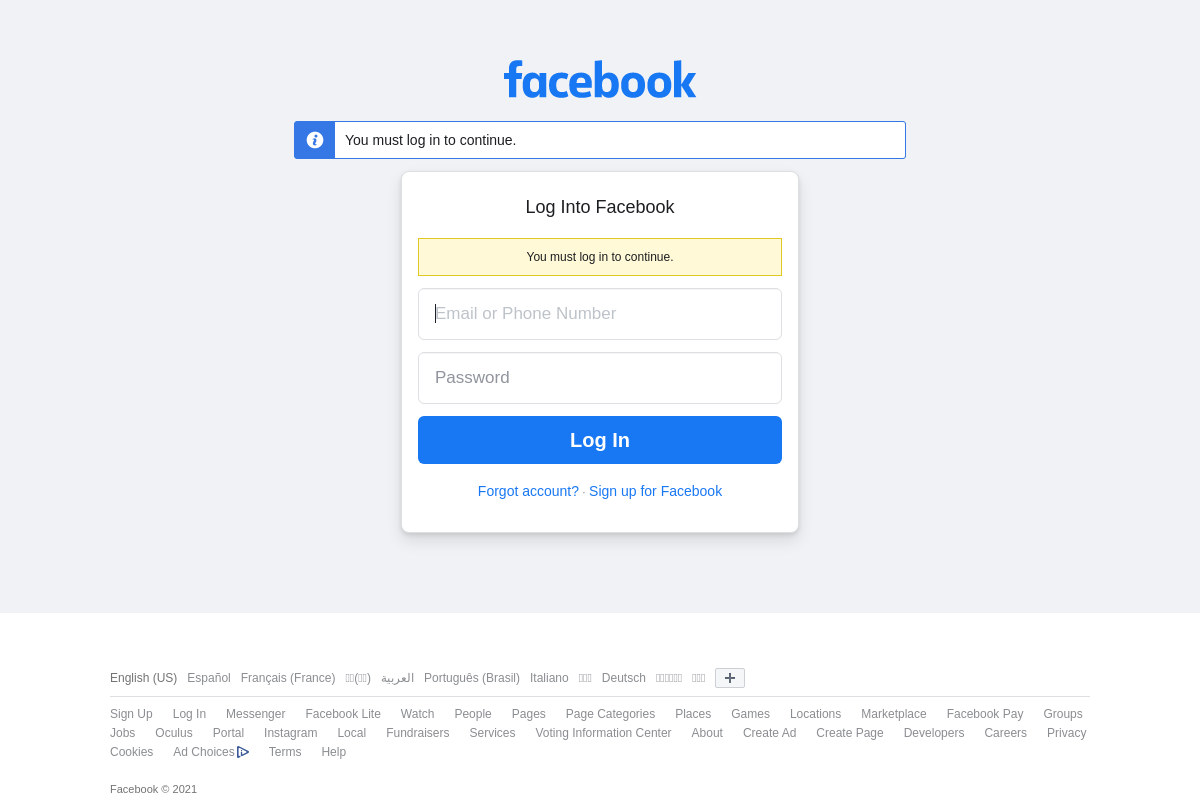 facebook
You must log in to continue.
Log Into Facebook
You must log in to continue.
Email or Phone Number
Password
Log In
Forgot account? · Sign up for Facebook
English (US) Español Français (France) العربية Português (Brasil) Italiano Deutsch
Sign Up Log In Messenger Facebook Lite Watch People Pages Page Categories Places Games Locations Marketplace Facebook Pay Groups
Jobs Oculus Portal Instagram Local Fundraisers Services Voting Information Center About Create Ad Create Page Developers Careers Privacy
Cookies Ad Choices Terms Help
Facebook © 2021